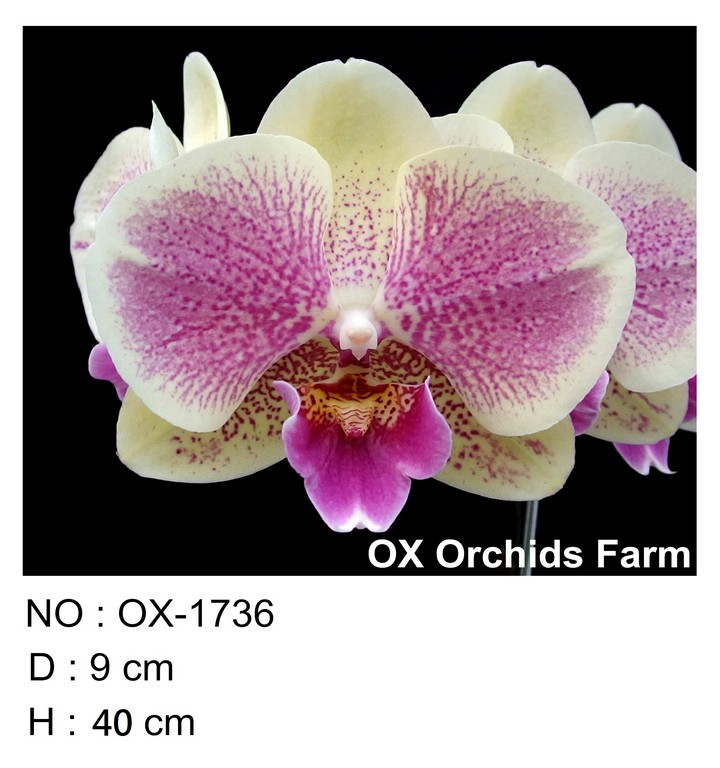 OX Orchids Farm
NO : OX-1736
D : 9 cm
H : 40 cm